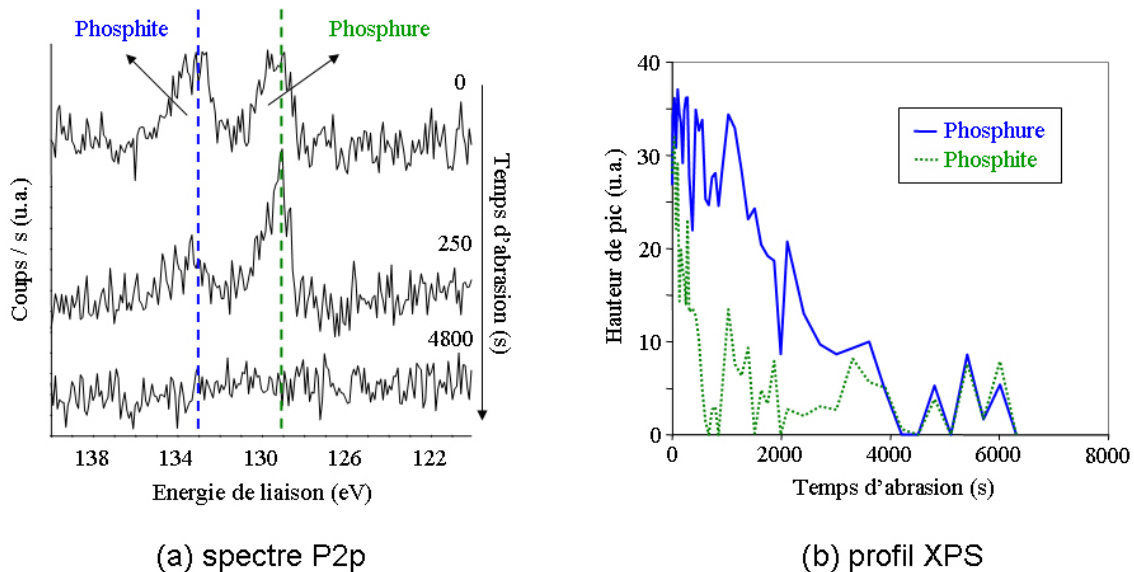 Phosphite
Phosphure
0
250
4800
Temps d’abrasion (s)
Coups / s (u.a.)
138
134
130
126
122
Energie de liaison (eV)
(a) spectre P2p
40
30
20
10
0
Hauteur de pic (u.a.)
Phosphure
Phosphite
0
2000
4000
6000
8000
Temps d’abrasion (s)
(b) profil XPS